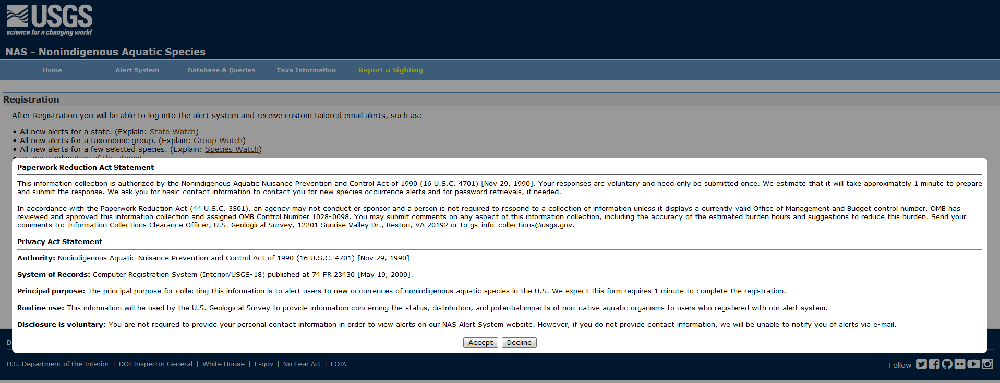 USGS
science for a changing world
NAS - Nonindigenous Aquatic Species
Home Alert System Database & Queries Taxa Information Report a Sighting
Registration
After Registration you will be able to log into the alert system and receive custom tailored email alerts, such as:
• All new alerts for a state. (Explain: State Watch)
• All new alerts for a taxonomic group. (Explain: Group Watch)
• All new alerts for a few selected species. (Explain: Species Watch)
• or any combination of the above!
Paperwork Reduction Act Statement
This information collection is authorized by the Nonindigenous Aquatic Nuisance Prevention and Control Act of 1990 (16 U.S.C. 4701) [Nov 29, 1990]. Your responses are voluntary and need only be submitted once. We estimate that it will take approximately 1 minute to prepare
and submit the response. We ask you for basic contact information to contact you for new species occurrence alerts and for password retrievals, if needed.
In accordance with the Paperwork Reduction Act (44 U.S.C. 3501), an agency may not conduct or sponsor and a person is not required to respond to a collection of information unless it displays a currently valid Office of Management and Budget control number. OMB has
reviewed and approved this information collection and assigned OMB Control Number 1028-0098. You may submit comments on any aspect of this information collection, including the accuracy of the estimated burden hours and suggestions to reduce this burden. Send your
comments to: Information Collections Clearance Officer, U.S. Geological Survey, 12201 Sunrise Valley Dr., Reston, VA 20192 or to gs-info_collections@usgs.gov.
Privacy Act Statement
Authority: Nonindigenous Aquatic Nuisance Prevention and Control Act of 1990 (16 U.S.C. 4701) [Nov 29, 1990]
System of Records: Computer Registration System (Interior/USGS-18) published at 74 FR 23430 [May 19, 2009].
Principal purpose: The principal purpose for collecting this information is to alert users to new occurrences of nonindigenous aquatic species in the U.S. We expect this form requires 1 minute to complete the registration.
Routine use: This information will be used by the U.S. Geological Survey to provide information concerning the status, distribution, and potential impacts of non-native aquatic organisms to users who registered with our alert system.
Disclosure is voluntary: You are not required to provide your personal contact information in order to view alerts on our NAS Alert System website. However, if you do not provide contact information, we will be unable to notify you of alerts via e-mail.
Accept Decline
U.S. Department of the Interior | DOI Inspector General | White House | E-gov | No Fear Act | FOIA
Follow